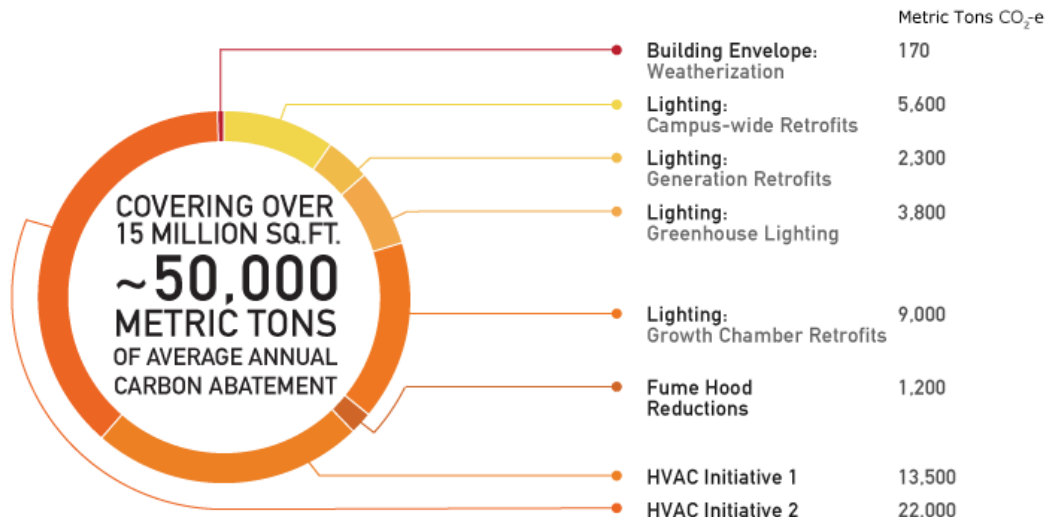 Metric Tons CO₂-e
Building Envelope: 170
Weatherization
Lighting: 5,600
Campus-wide Retrofits
Lighting: 2,300
Generation Retrofits
Lighting: 3,800
Greenhouse Lighting
Lighting: 9,000
Growth Chamber Retrofits
Fume Hood 1,200
Reductions
HVAC Initiative 1 13,500
HVAC Initiative 2 22,000
COVERING OVER
15 MILLION SQ.FT.
~50,000
METRIC TONS
OF AVERAGE ANNUAL
CARBON ABATEMENT